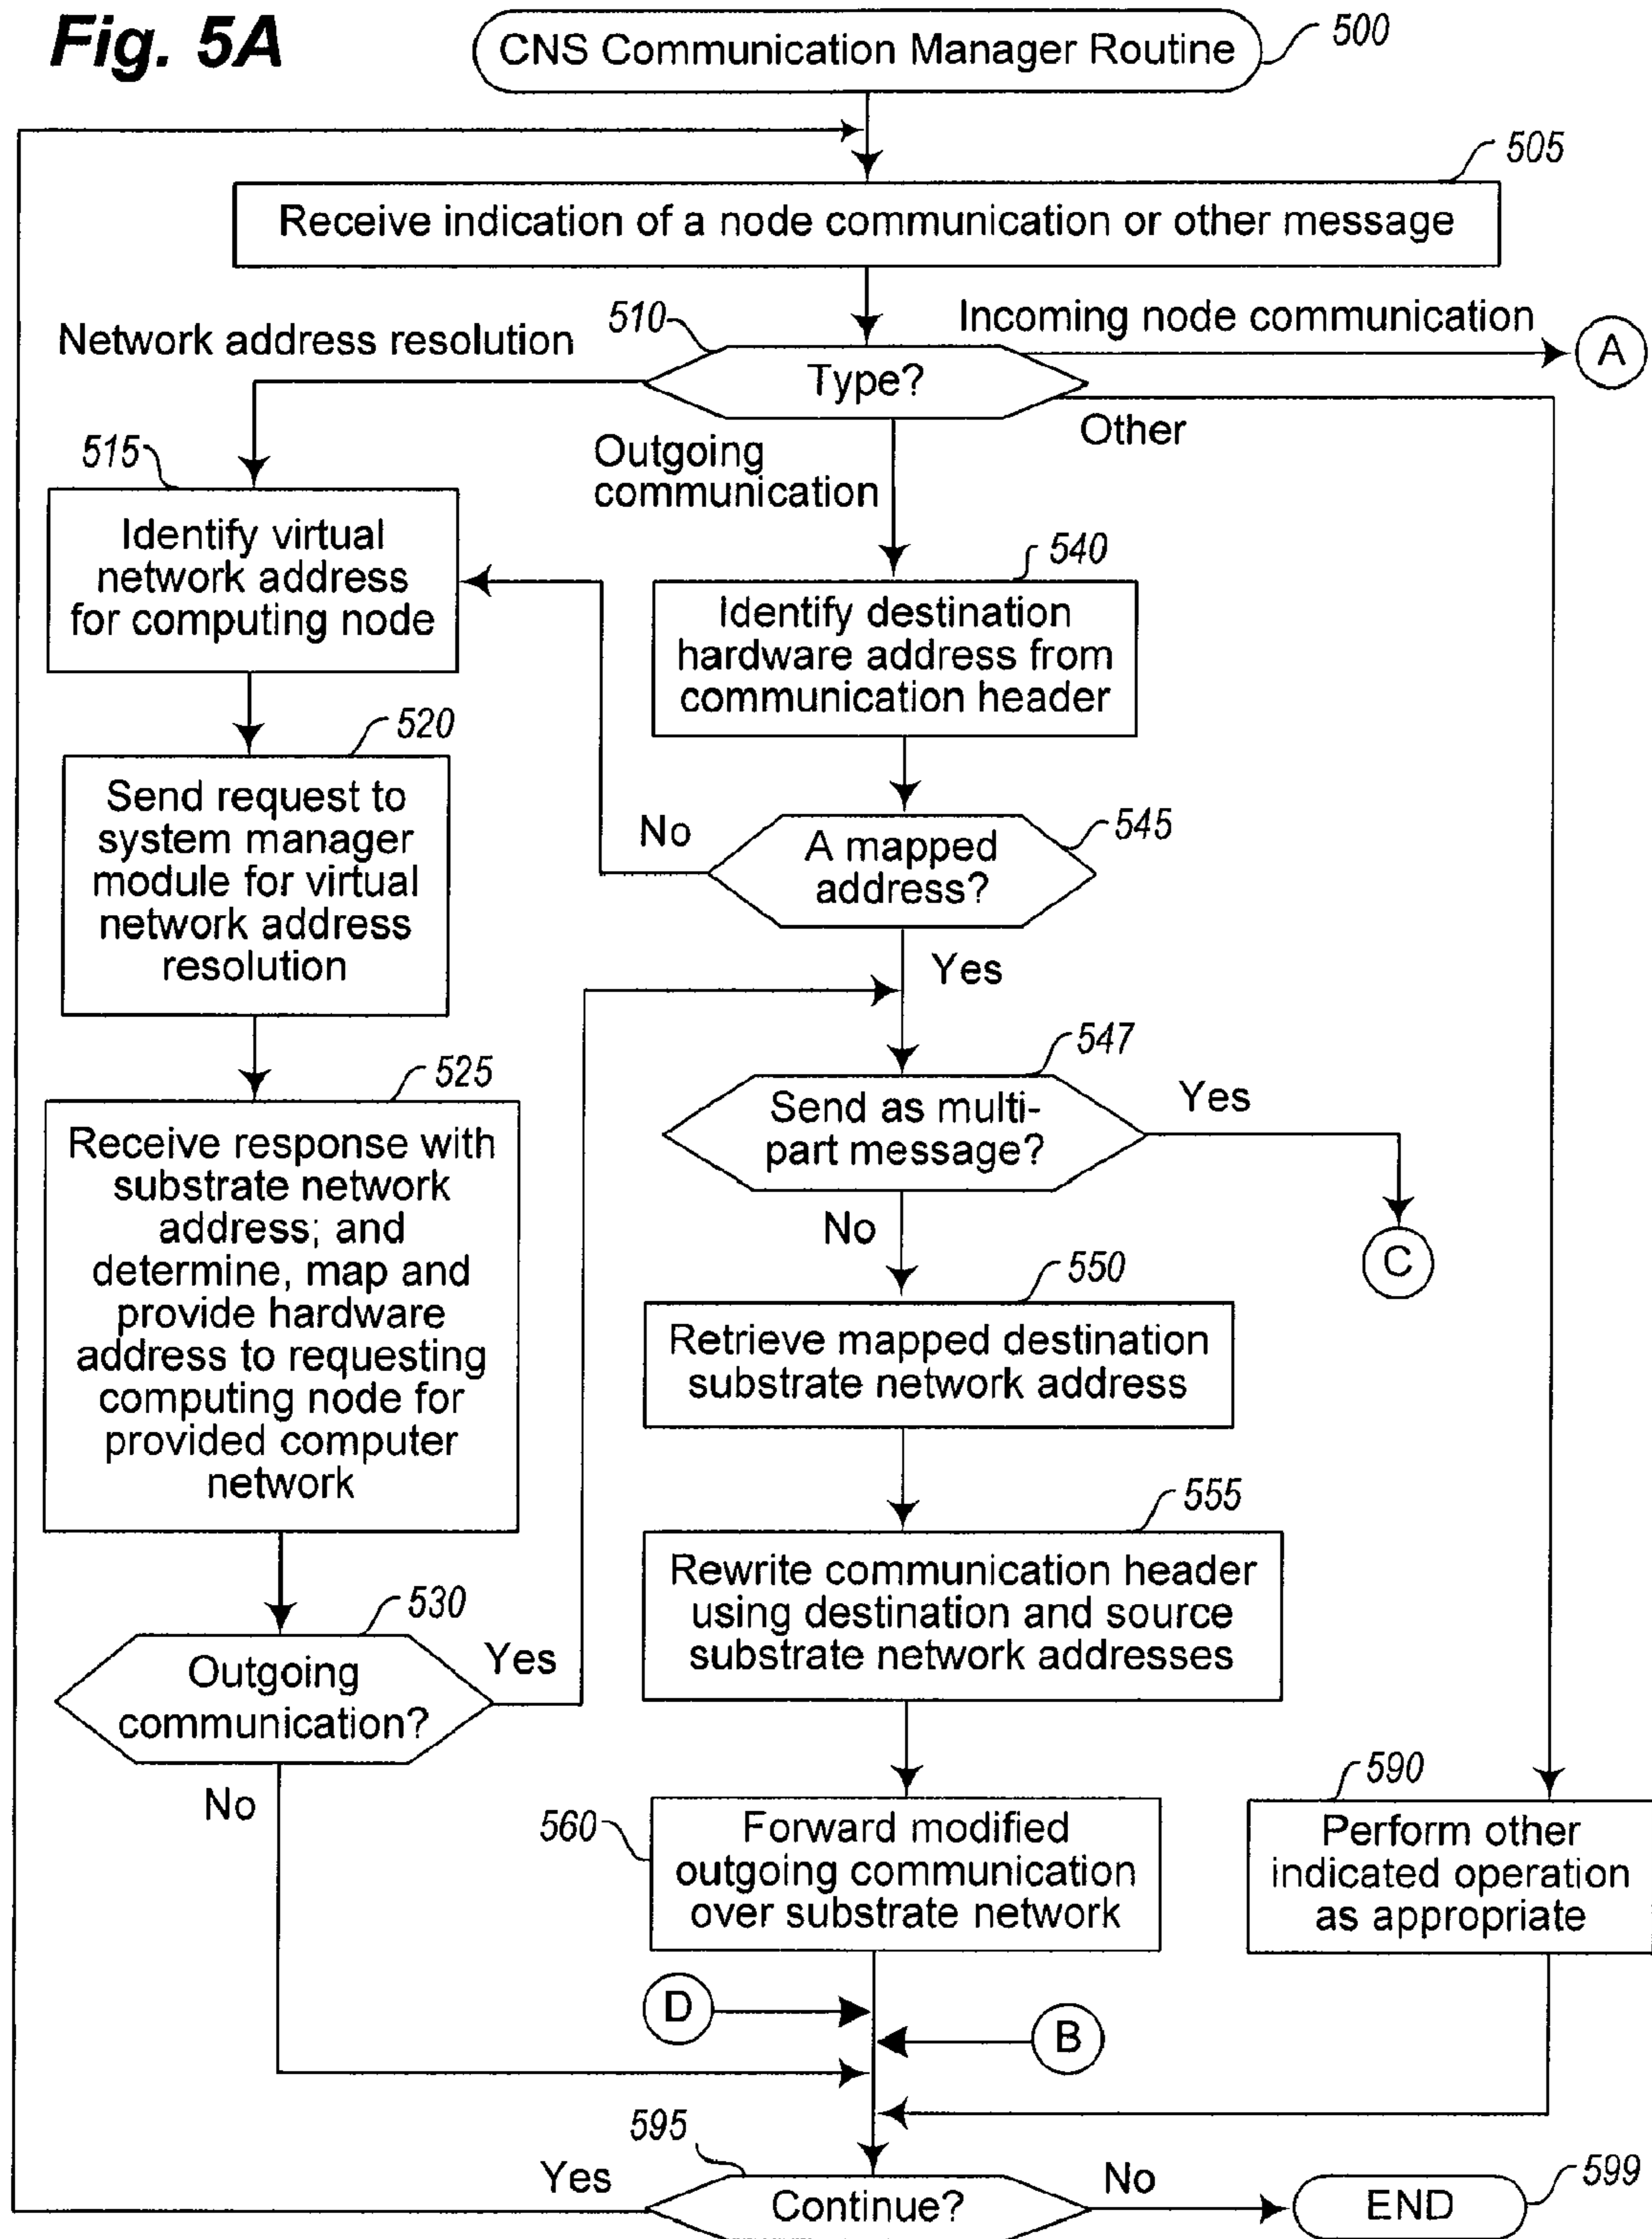 Fig. 5A
CNS Communication Manager Routine
500
505
Receive indication of a node communication or other message
Network address resolution
510
Incoming node communication
A
Type?
Other
Outgoing
communication
515
Identify virtual
network address
for computing node
540
Identify destination
hardware address from
communication header
520
Send request to
system manager
module for virtual
network address
resolution
No
A mapped
address?
545
Yes
547
Send as multi-
part message?
Yes
C
No
525
Receive response with
substrate network
address; and
determine, map and
provide hardware
address to requesting
computing node for
provided computer
network
550
Retrieve mapped destination
substrate network address
555
Rewrite communication header
using destination and source
substrate network addresses
530
Outgoing
communication?
Yes
No
560
Forward modified
outgoing communication
over substrate network
590
Perform other
indicated operation
as appropriate
D
B
595
Yes
Continue?
No
END
599